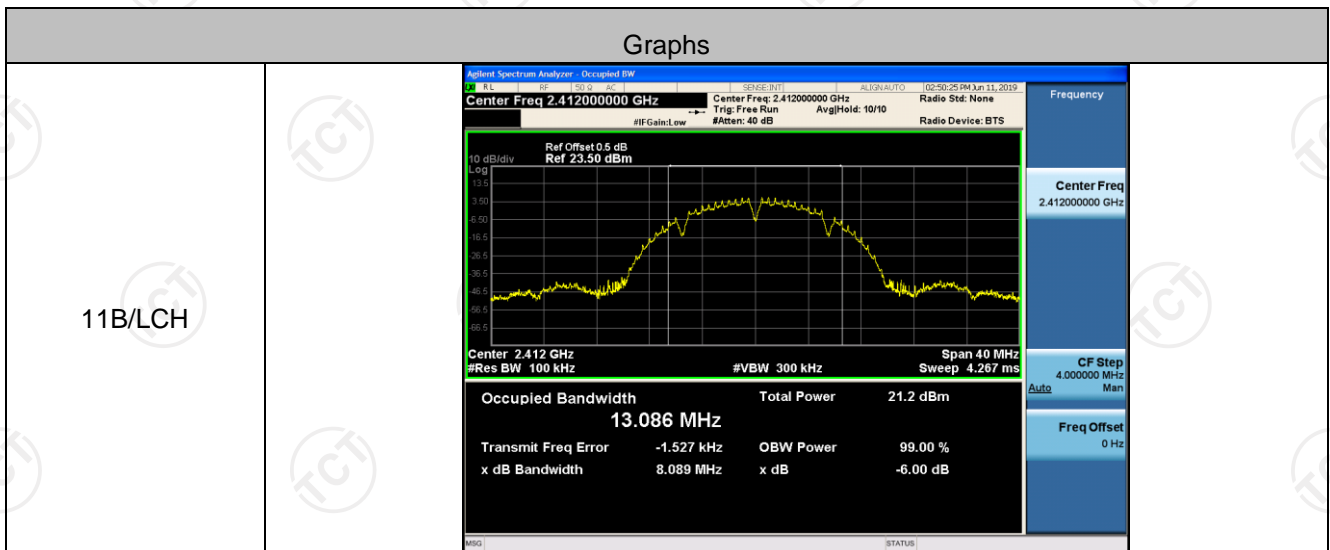 Graphs
11B/LCH
Agilent Spectrum Analyzer - Occupied BW
RL RF 50 Ω AC SENSE:INT ALIGNAUTO 02:50:25 PM Jun 11, 2019
Center Freq 2.412000000 GHz
Center Freq: 2.412000000 GHz Radio Std: None
Trig: Free Run Avg|Hold: 10/10
#IFGain:Low #Atten: 40 dB Radio Device: BTS
Ref Offset 0.5 dB
10 dB/div Ref 23.50 dBm
Log
13.5
3.50
-6.50
-16.5
-26.5
-36.5
-46.5
-56.5
-66.5
Center 2.412 GHz Span 40 MHz
#Res BW 100 kHz #VBW 300 kHz Sweep 4.267 ms
Occupied Bandwidth Total Power 21.2 dBm
13.086 MHz
Transmit Freq Error -1.527 kHz OBW Power 99.00 %
x dB Bandwidth 8.089 MHz x dB -6.00 dB
MSG STATUS
Frequency
Center Freq
2.412000000 GHz
CF Step
4.000000 MHz
Auto Man
Freq Offset
0 Hz
TCT
TCT
TCT
TCT
TCT